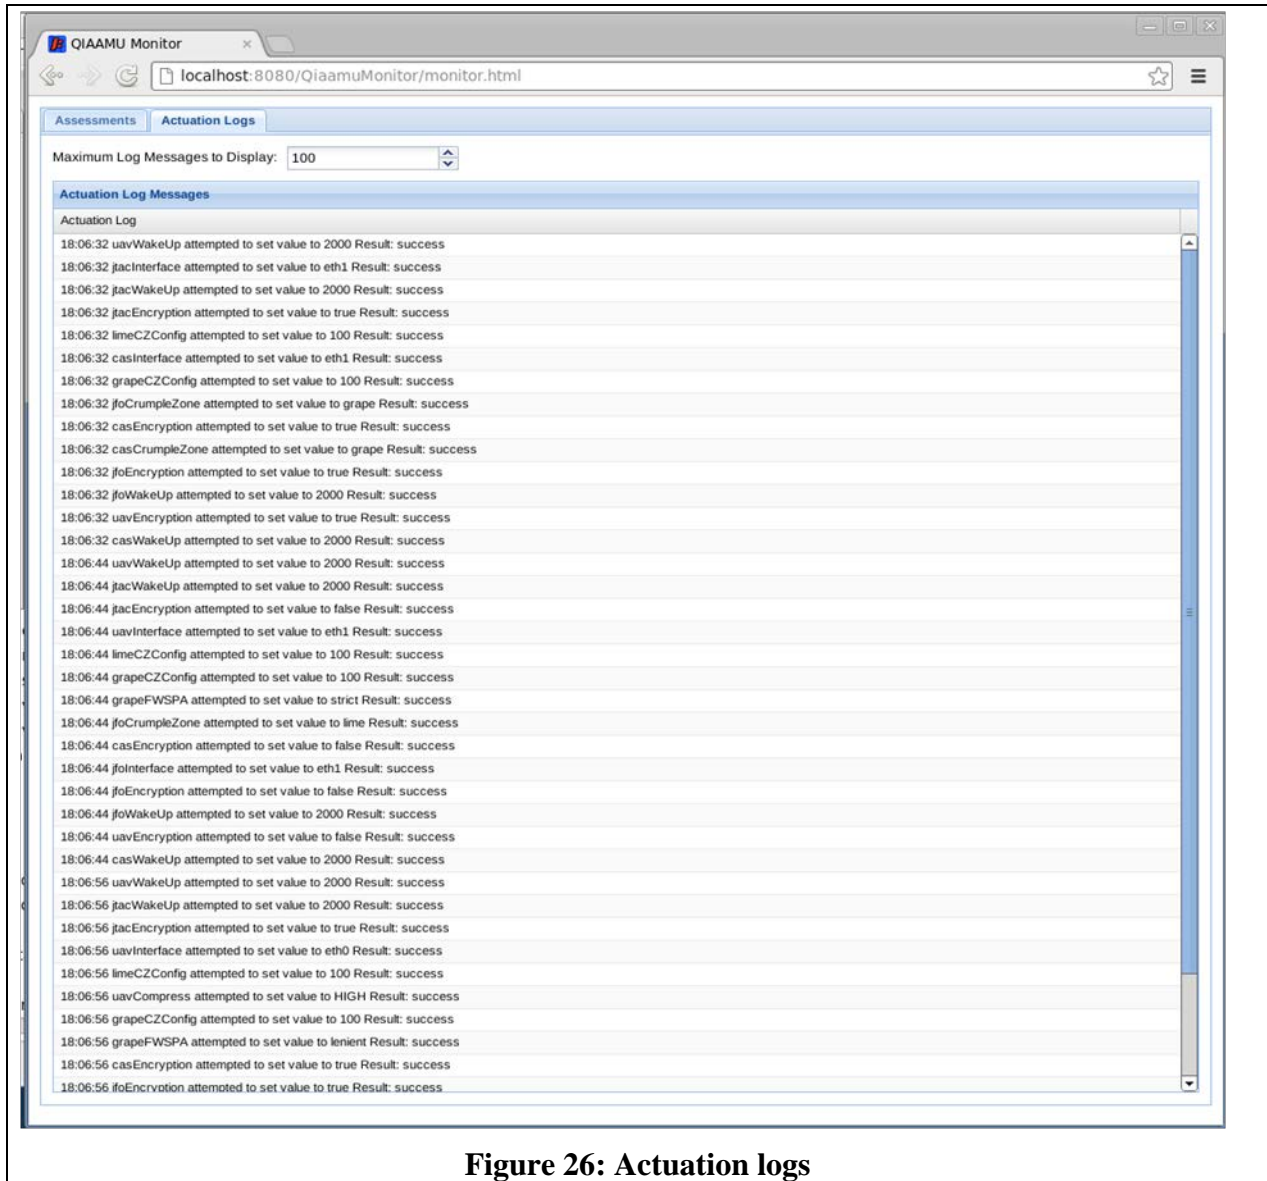 QIAAMU Monitor
localhost:8080/QiaamuMonitor/monitor.html
Assessments Actuation Logs
Maximum Log Messages to Display: 100
Actuation Log Messages
Actuation Log
18:06:32 uavWakeUp attempted to set value to 2000 Result: success
18:06:32 jtacInterface attempted to set value to eth1 Result: success
18:06:32 jtacWakeUp attempted to set value to 2000 Result: success
18:06:32 jtacEncryption attempted to set value to true Result: success
18:06:32 limeCZConfig attempted to set value to 100 Result: success
18:06:32 casInterface attempted to set value to eth1 Result: success
18:06:32 grapeCZConfig attempted to set value to 100 Result: success
18:06:32 jfoCrumpleZone attempted to set value to grape Result: success
18:06:32 casEncryption attempted to set value to true Result: success
18:06:32 casCrumpleZone attempted to set value to grape Result: success
18:06:32 jfoEncryption attempted to set value to true Result: success
18:06:32 jfoWakeUp attempted to set value to 2000 Result: success
18:06:32 uavEncryption attempted to set value to true Result: success
18:06:32 casWakeUp attempted to set value to 2000 Result: success
18:06:44 uavWakeUp attempted to set value to 2000 Result: success
18:06:44 jtacWakeUp attempted to set value to 2000 Result: success
18:06:44 jtacEncryption attempted to set value to false Result: success
18:06:44 uavInterface attempted to set value to eth1 Result: success
18:06:44 limeCZConfig attempted to set value to 100 Result: success
18:06:44 grapeCZConfig attempted to set value to 100 Result: success
18:06:44 grapeFWSPA attempted to set value to strict Result: success
18:06:44 jfoCrumpleZone attempted to set value to lime Result: success
18:06:44 casEncryption attempted to set value to false Result: success
18:06:44 jfoInterface attempted to set value to eth1 Result: success
18:06:44 jfoEncryption attempted to set value to false Result: success
18:06:44 jfoWakeUp attempted to set value to 2000 Result: success
18:06:44 uavEncryption attempted to set value to false Result: success
18:06:44 casWakeUp attempted to set value to 2000 Result: success
18:06:56 uavWakeUp attempted to set value to 2000 Result: success
18:06:56 jtacWakeUp attempted to set value to 2000 Result: success
18:06:56 jtacEncryption attempted to set value to true Result: success
18:06:56 uavInterface attempted to set value to eth0 Result: success
18:06:56 limeCZConfig attempted to set value to 100 Result: success
18:06:56 uavCompress attempted to set value to HIGH Result: success
18:06:56 grapeCZConfig attempted to set value to 100 Result: success
18:06:56 grapeFWSPA attempted to set value to lenient Result: success
18:06:56 casEncryption attempted to set value to true Result: success
18:06:56 jfoEncryption attempted to set value to true Result: success
Figure 26: Actuation logs